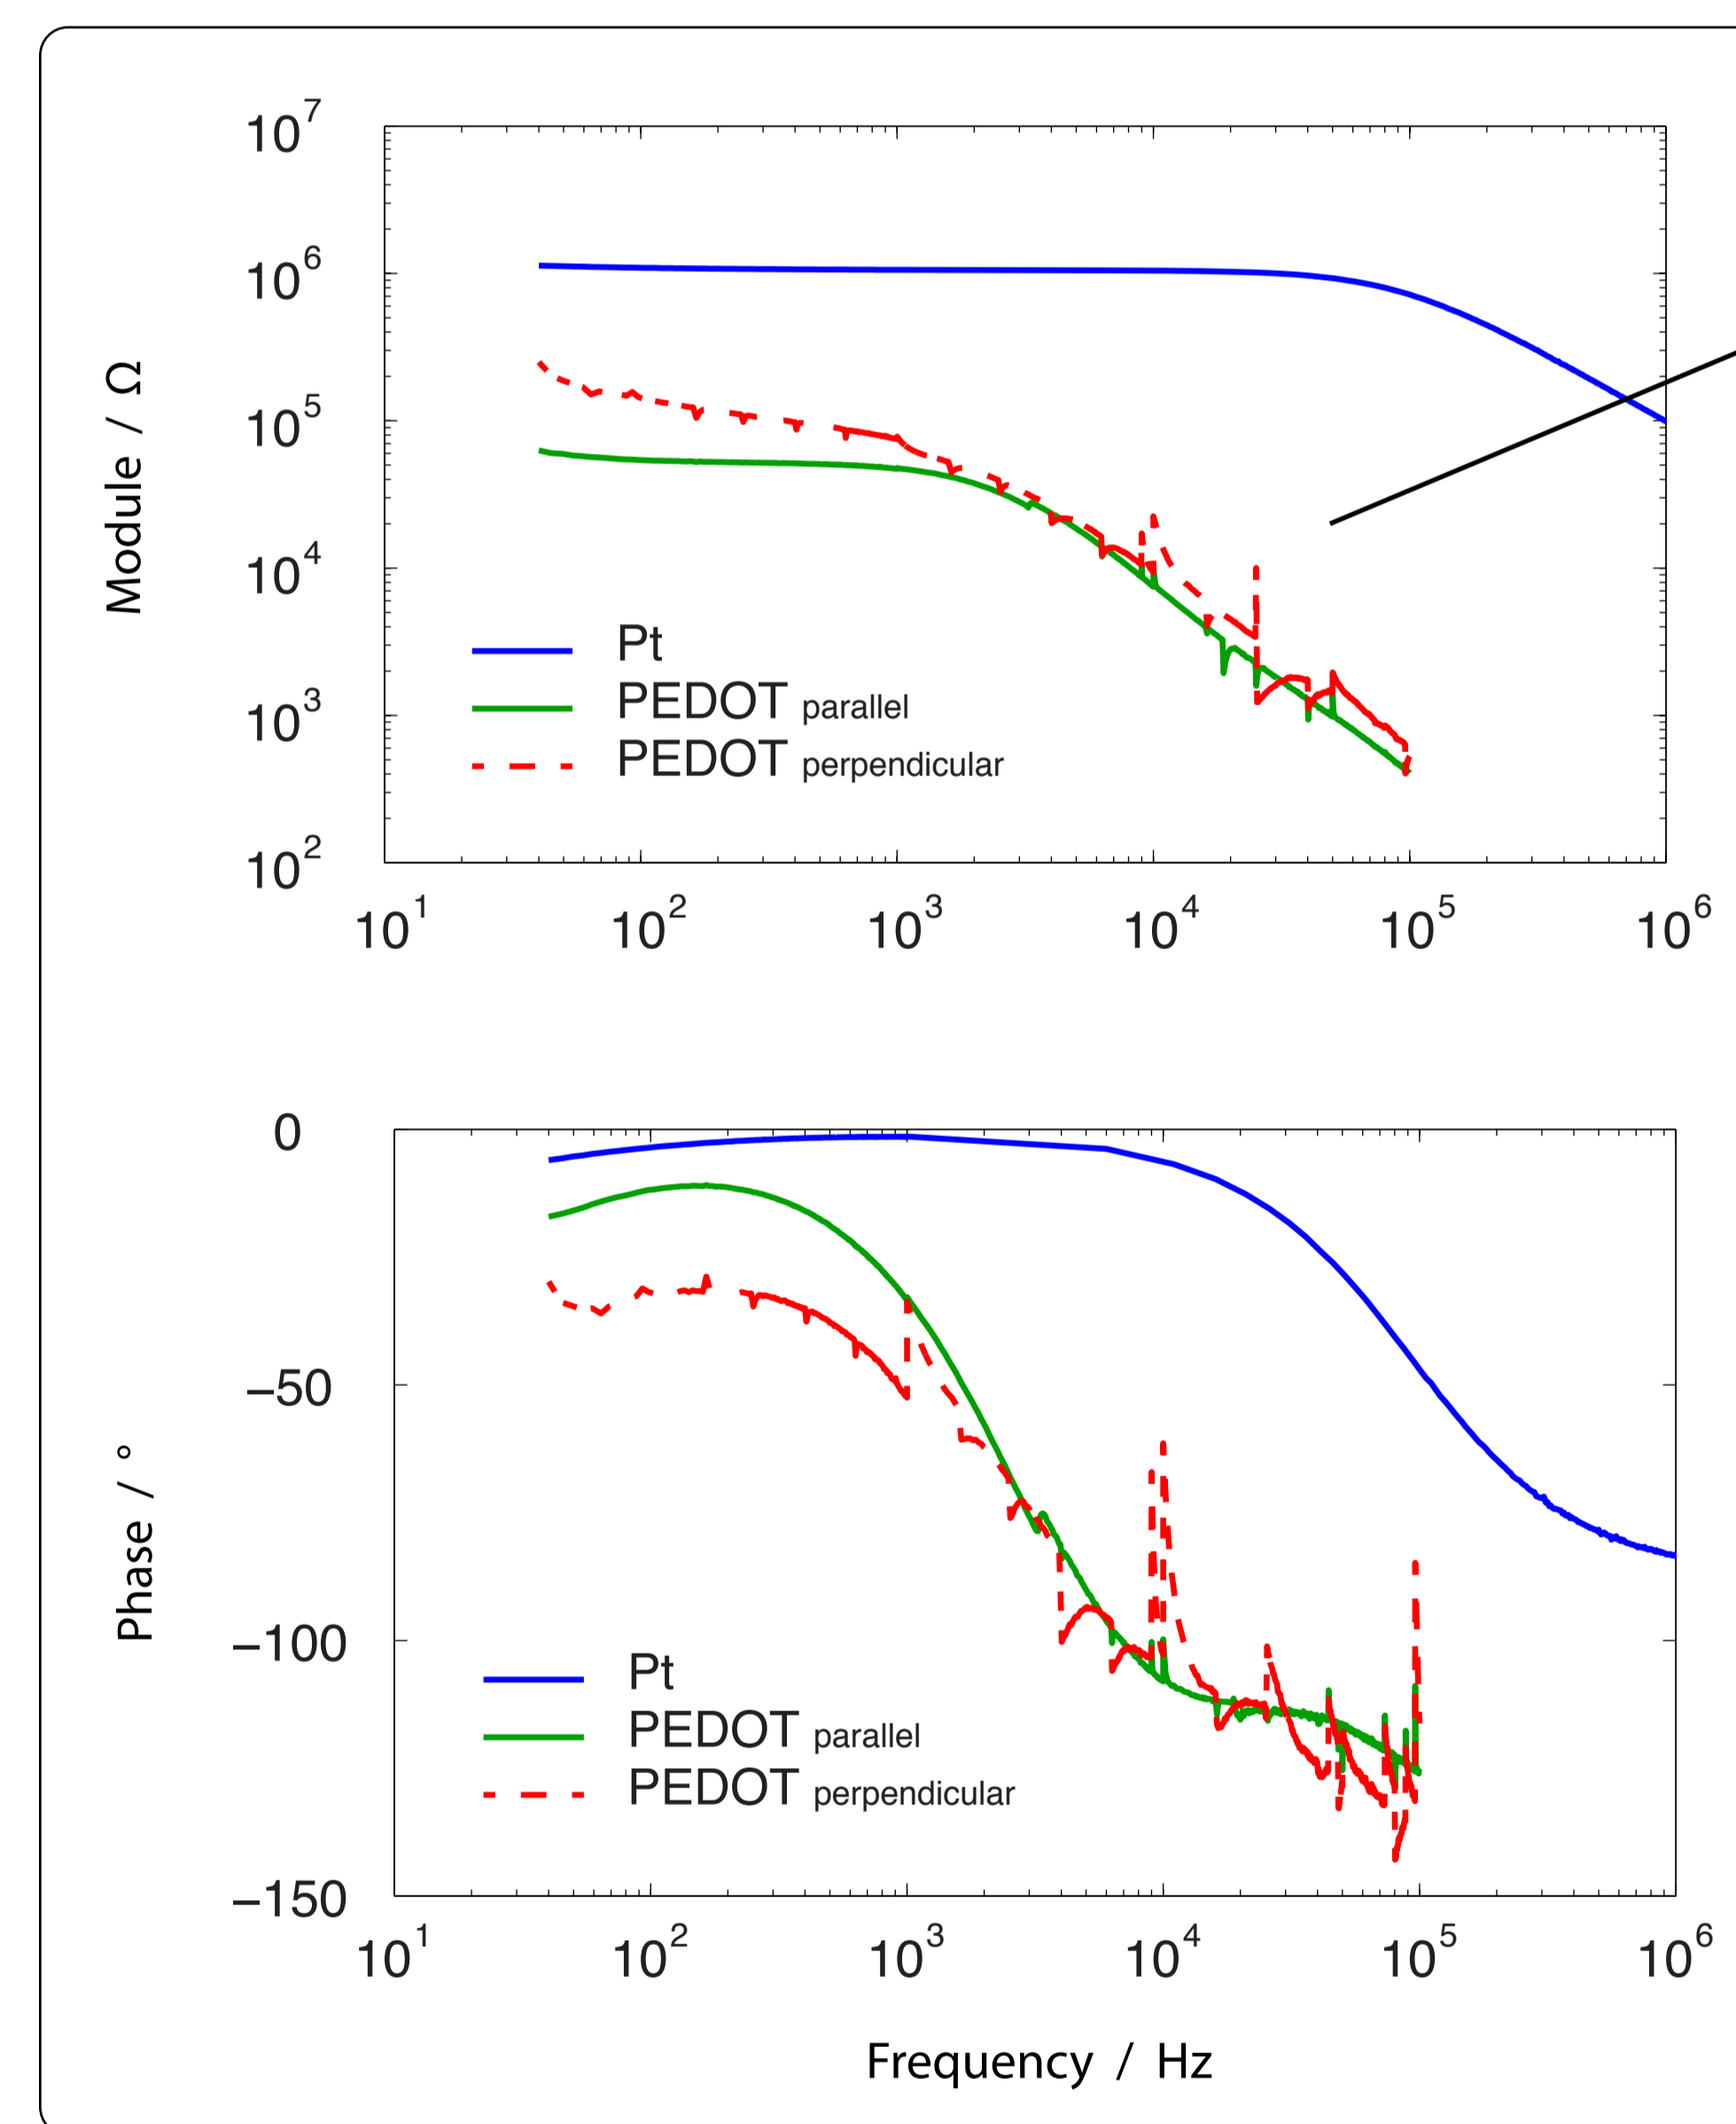 10^7
10^6
10^5
10^4
10^3
10^2
Module / Ω
Pt
PEDOT parallel
PEDOT perpendicular
10^1 10^2 10^3 10^4 10^5 10^6
0
−50
−100
−150
Phase / °
Pt
PEDOT parallel
PEDOT perpendicular
10^1 10^2 10^3 10^4 10^5 10^6
Frequency / Hz